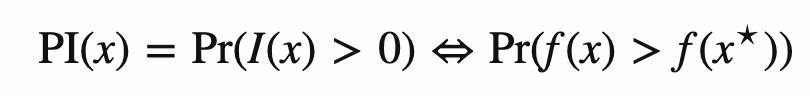 PI(x) = Pr(I(x) > 0) ⇔ Pr(f(x) > f(x⋆))